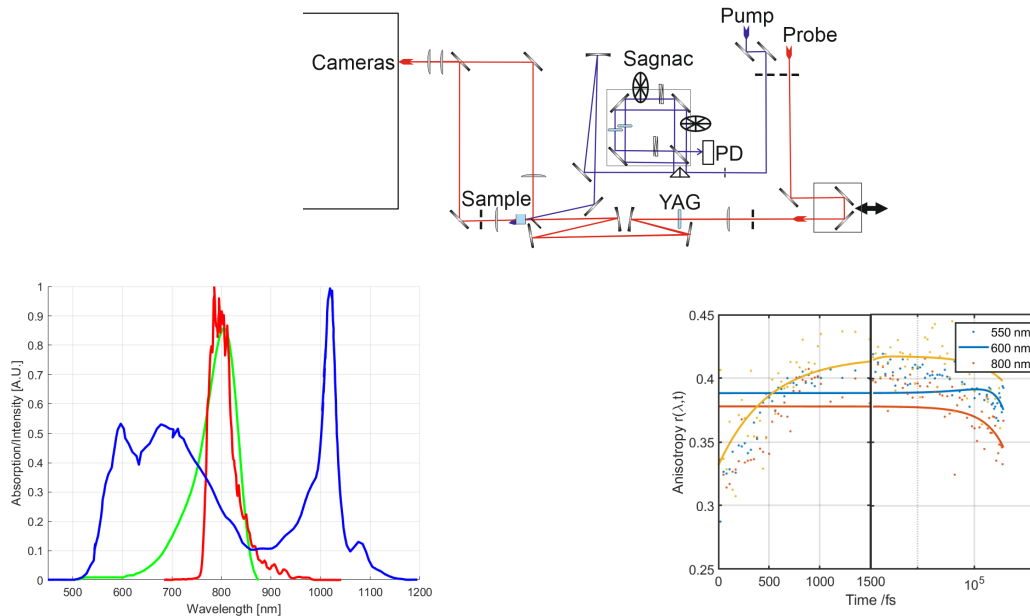 Pump
Probe
Cameras
Sagnac
PD
Sample
YAG
1
0.9
0.8
0.7
0.6
0.5
0.4
0.3
0.2
0.1
0
Absorption/Intensity [A.U.]
500 600 700 800 900 1000 1100 1200
Wavelength [nm]
0.45
0.4
0.35
0.3
0.25
Anisotropy r(λ,t)
550 nm
600 nm
800 nm
0 500 1000 1500 10⁵
Time /fs